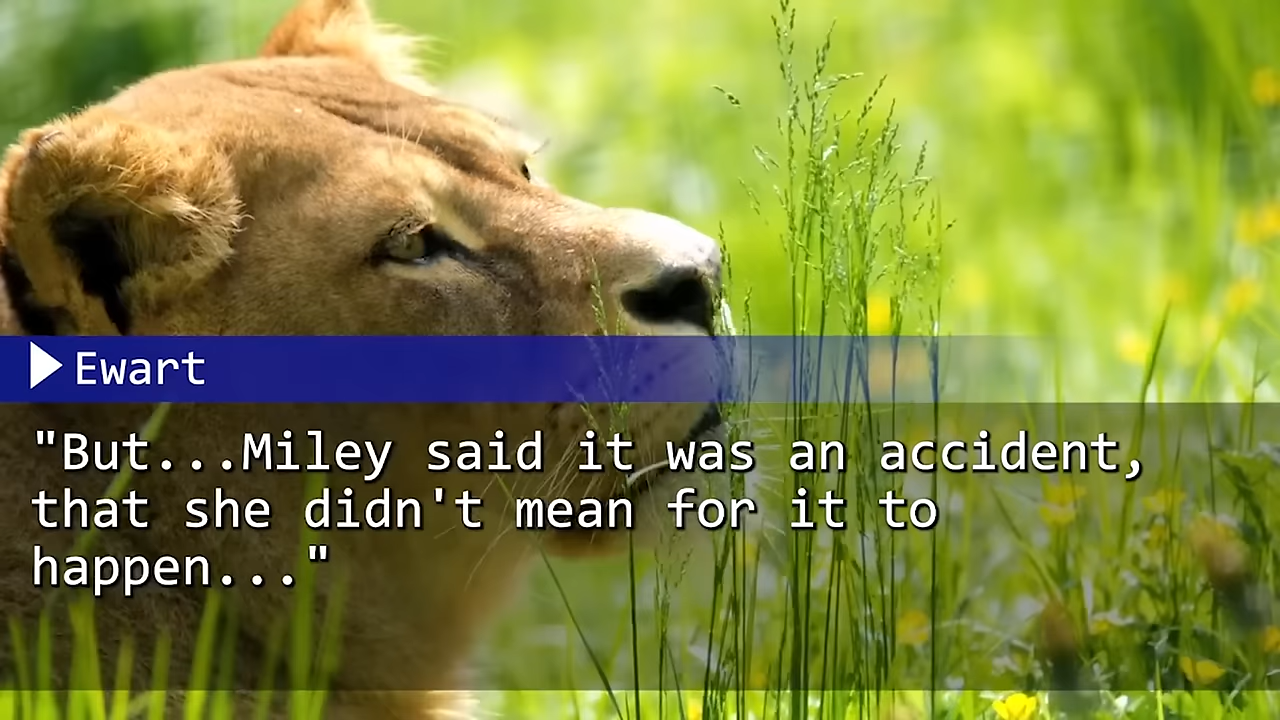 Ewart
"But...Miley said it was an accident,
that she didn't mean for it to
happen..."